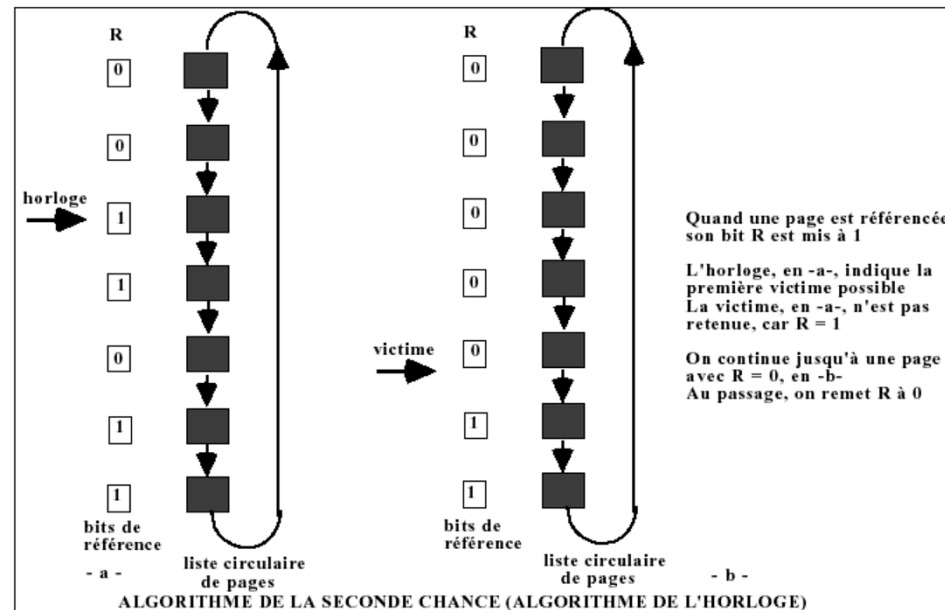 R
0
0
horloge
1
1
0
1
1
bits de
référence
- a -
liste circulaire
de pages
R
0
0
0
0
victime
0
1
1
bits de
référence
liste circulaire
de pages
- b -
Quand une page est référencée
son bit R est mis à 1
L'horloge, en -a-, indique la
première victime possible
La victime, en -a-, n'est pas
retenue, car R = 1
On continue jusqu'à une page
avec R = 0, en -b-
Au passage, on remet R à 0
ALGORITHME DE LA SECONDE CHANCE (ALGORITHME DE L'HORLOGE)